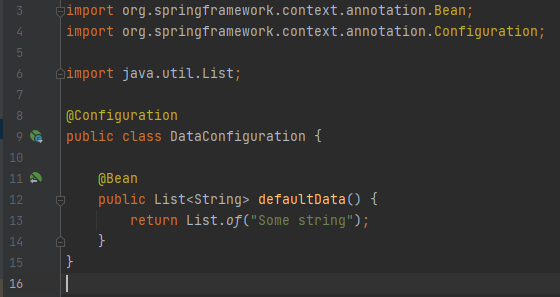 3 import org.springframework.context.annotation.Bean;
4 import org.springframework.context.annotation.Configuration;
5
6 import java.util.List;
7
8 @Configuration
9 public class DataConfiguration {
10
11 @Bean
12 public List<String> defaultData() {
13 return List.of("Some string");
14 }
15 }
16